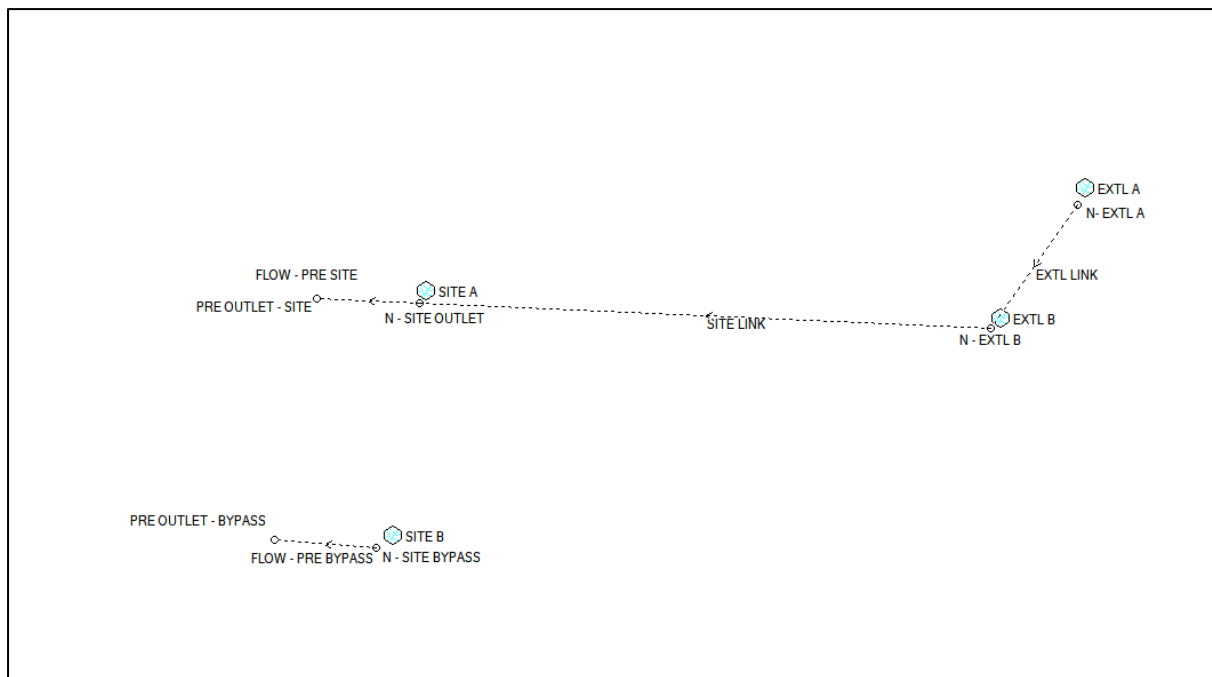 EXTL A
N- EXTL A
EXTL LINK
FLOW - PRE SITE
SITE A
PRE OUTLET - SITE
N - SITE OUTLET
SITE LINK
EXTL B
N - EXTL B
PRE OUTLET - BYPASS
SITE B
FLOW - PRE BYPASS
N - SITE BYPASS